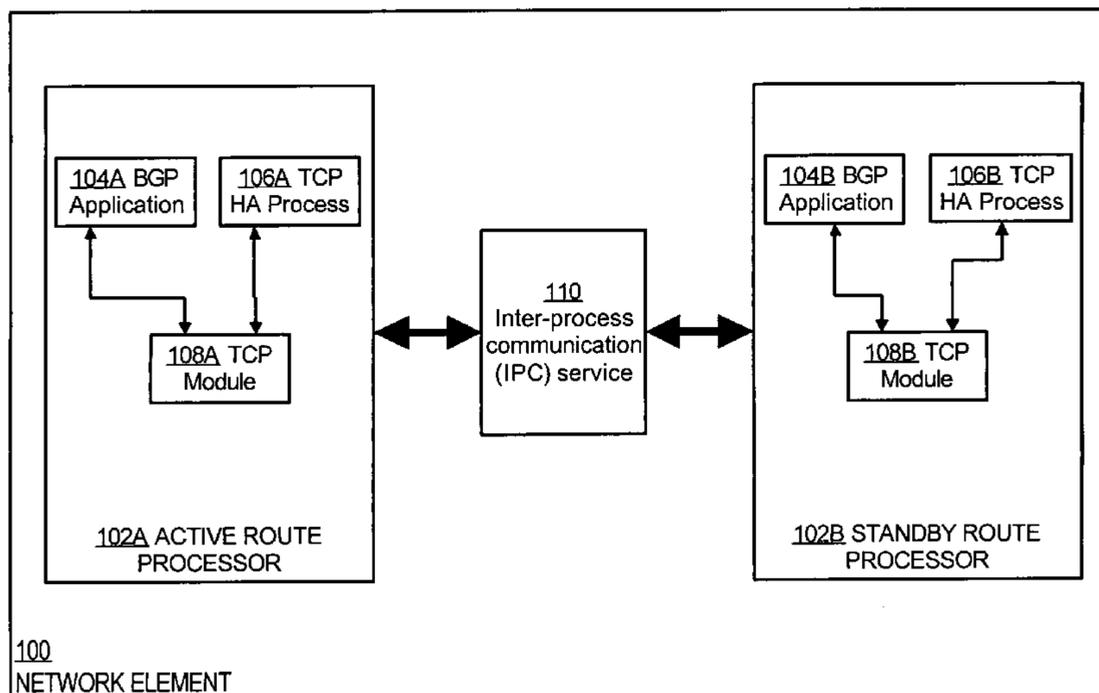 104A BGP
Application
106A TCP
HA Process
108A TCP
Module
102A ACTIVE ROUTE
PROCESSOR
110
Inter-process
communication
(IPC) service
104B BGP
Application
106B TCP
HA Process
108B TCP
Module
102B STANDBY ROUTE
PROCESSOR
100
NETWORK ELEMENT